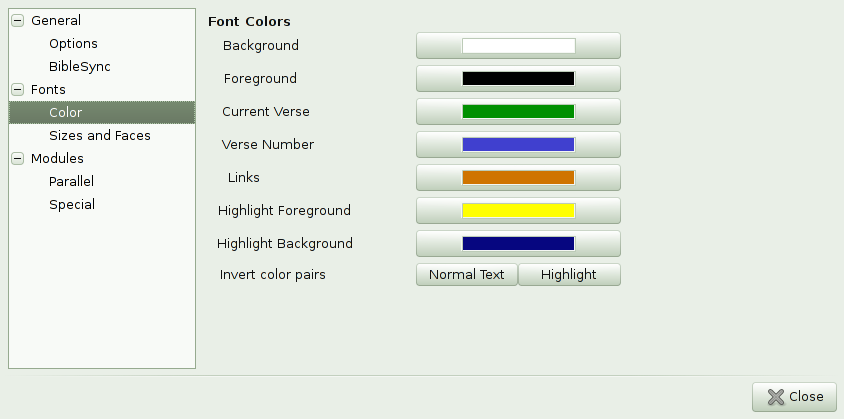 General
Options
BibleSync
Fonts
Color
Sizes and Faces
Modules
Parallel
Special
Font Colors
Background
Foreground
Current Verse
Verse Number
Links
Highlight Foreground
Highlight Background
Invert color pairs Normal Text Highlight
Close